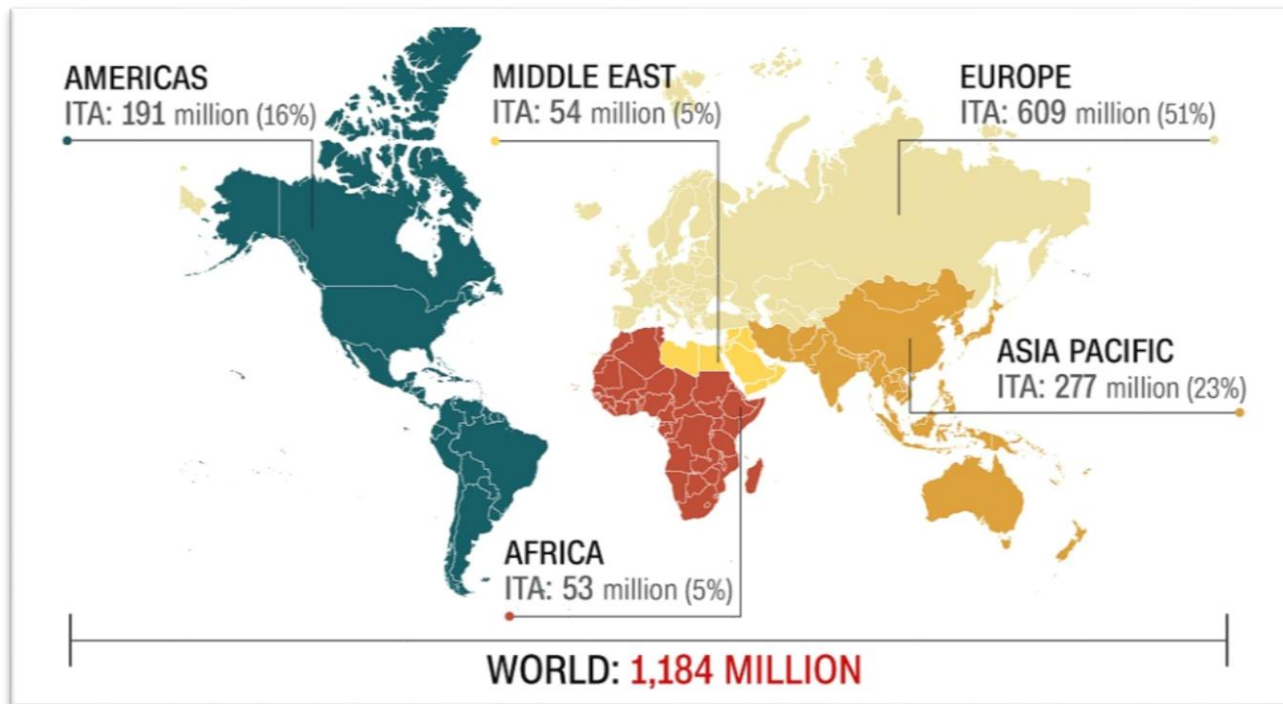 AMERICAS
ITA: 191 million (16%)
MIDDLE EAST
ITA: 54 million (5%)
EUROPE
ITA: 609 million (51%)
ASIA PACIFIC
ITA: 277 million (23%)
AFRICA
ITA: 53 million (5%)
WORLD: 1,184 MILLION